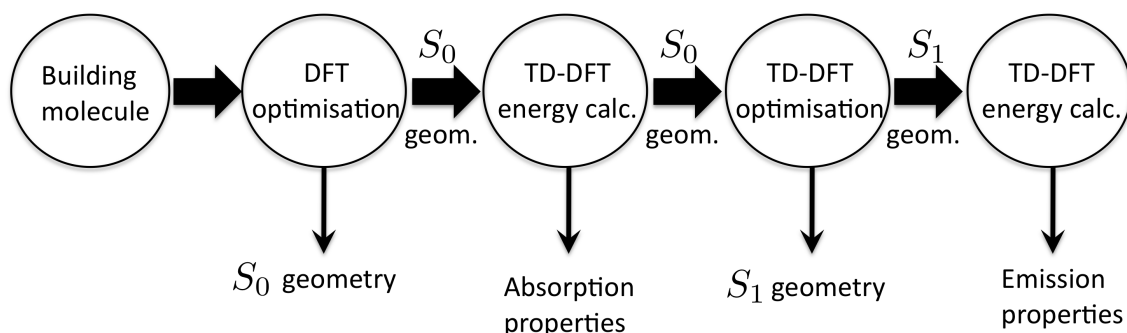 Building
molecule
DFT
optimisation
S₀
geom.
TD-DFT
energy calc.
S₀
geom.
TD-DFT
optimisation
S₁
geom.
TD-DFT
energy calc.
S₀ geometry
Absorption
properties
S₁ geometry
Emission
properties